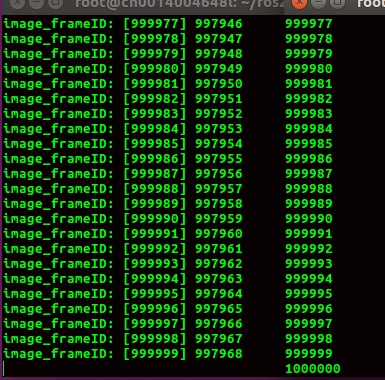 root@ch0014004648t: ~/ros2 root
image_frameID: [999977] 997946 999977
image_frameID: [999978] 997947 999978
image_frameID: [999979] 997948 999979
image_frameID: [999980] 997949 999980
image_frameID: [999981] 997950 999981
image_frameID: [999982] 997951 999982
image_frameID: [999983] 997952 999983
image_frameID: [999984] 997953 999984
image_frameID: [999985] 997954 999985
image_frameID: [999986] 997955 999986
image_frameID: [999987] 997956 999987
image_frameID: [999988] 997957 999988
image_frameID: [999989] 997958 999989
image_frameID: [999990] 997959 999990
image_frameID: [999991] 997960 999991
image_frameID: [999992] 997961 999992
image_frameID: [999993] 997962 999993
image_frameID: [999994] 997963 999994
image_frameID: [999995] 997964 999995
image_frameID: [999996] 997965 999996
image_frameID: [999997] 997966 999997
image_frameID: [999998] 997967 999998
image_frameID: [999999] 997968 999999
1000000